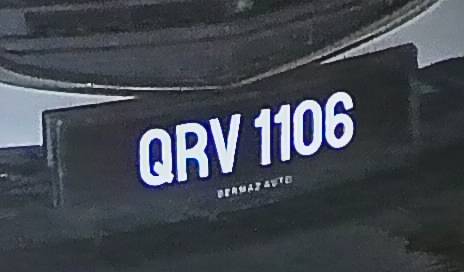 QRV 1106
BERMAZ AUTO